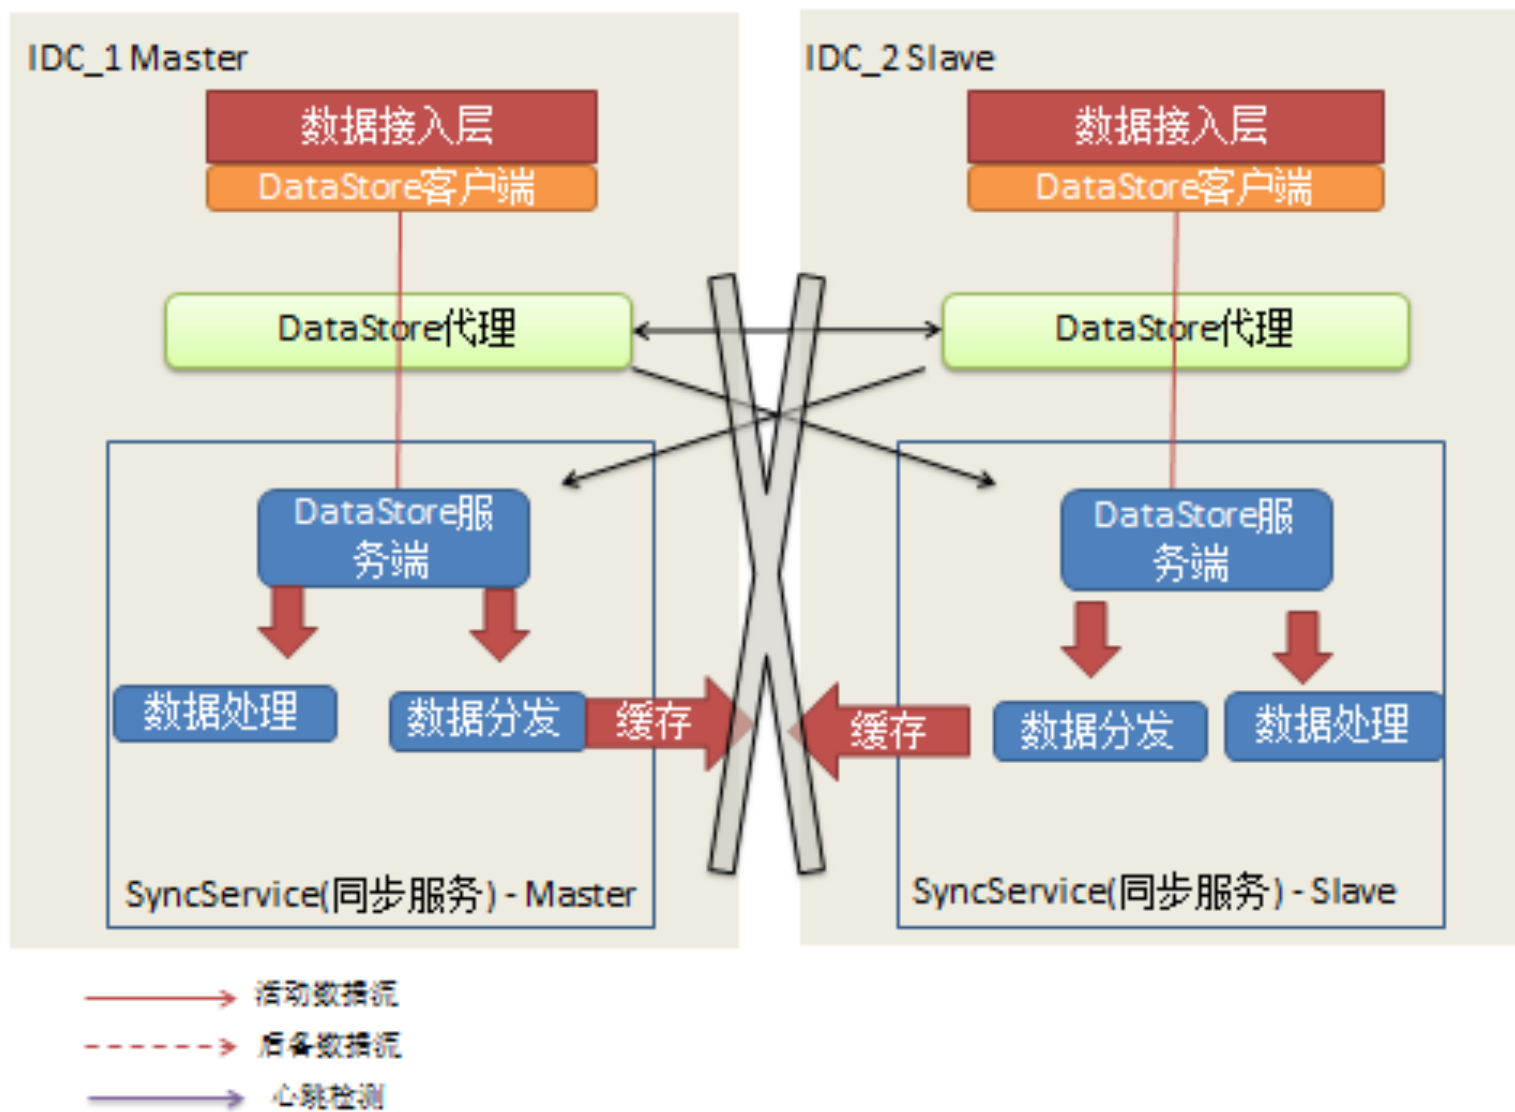 IDC_1 Master
数据接入层
DataStore客户端
DataStore代理
DataStore服
务端
数据处理
数据分发
缓存
SyncService(同步服务) - Master
IDC_2 Slave
数据接入层
DataStore客户端
DataStore代理
DataStore服
务端
缓存
数据分发
数据处理
SyncService(同步服务) - Slave
活动数据流
后备数据流
心跳检测